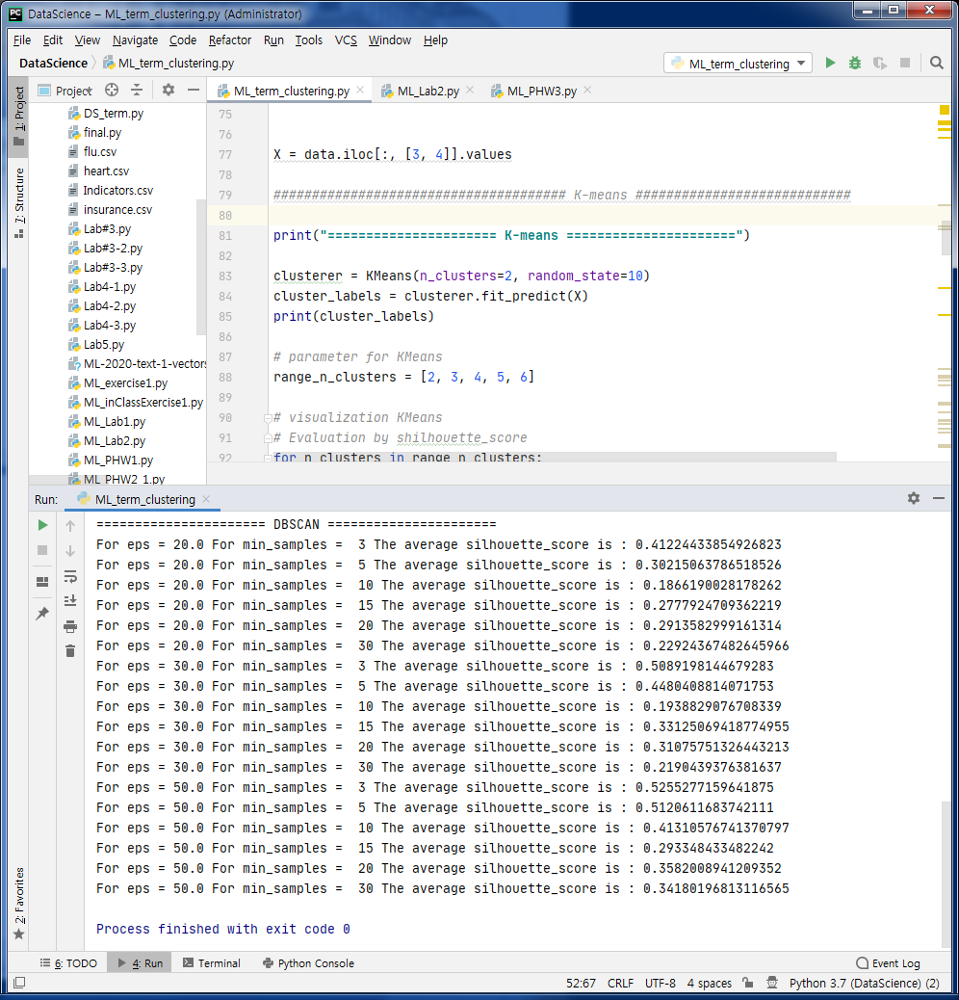 DataScience – ML_term_clustering.py (Administrator)
File Edit View Navigate Code Refactor Run Tools VCS Window Help
DataScience ML_term_clustering.py ML_term_clustering
1: Project
7: Structure
2: Favorites
Project
DS_term.py
final.py
flu.csv
heart.csv
Indicators.csv
insurance.csv
Lab#3.py
Lab#3-2.py
Lab#3-3.py
Lab4-1.py
Lab4-2.py
Lab4-3.py
Lab5.py
ML-2020-text-1-vectors
ML_exercise1.py
ML_inClassExercise1.py
ML_Lab1.py
ML_Lab2.py
ML_PHW1.py
ML_PHW2_1.py
ML_term_clustering.py ML_Lab2.py ML_PHW3.py
75
76
77 X = data.iloc[:, [3, 4]].values
78
79 ###################################### K-means ############################
80
81 print("====================== K-means ======================")
82
83 clusterer = KMeans(n_clusters=2, random_state=10)
84 cluster_labels = clusterer.fit_predict(X)
85 print(cluster_labels)
86
87 # parameter for KMeans
88 range_n_clusters = [2, 3, 4, 5, 6]
89
90 # visualization KMeans
91 # Evaluation by shilhouette_score
92 for n_clusters in range_n_clusters:
Run: ML_term_clustering
====================== DBSCAN ======================
For eps = 20.0 For min_samples =  3 The average silhouette_score is : 0.41224433854926823
For eps = 20.0 For min_samples =  5 The average silhouette_score is : 0.30215063786518526
For eps = 20.0 For min_samples =  10 The average silhouette_score is : 0.1866190028178262
For eps = 20.0 For min_samples =  15 The average silhouette_score is : 0.2777924709362219
For eps = 20.0 For min_samples =  20 The average silhouette_score is : 0.2913582999161314
For eps = 20.0 For min_samples =  30 The average silhouette_score is : 0.22924367482645966
For eps = 30.0 For min_samples =  3 The average silhouette_score is : 0.5089198144679283
For eps = 30.0 For min_samples =  5 The average silhouette_score is : 0.4480408814071753
For eps = 30.0 For min_samples =  10 The average silhouette_score is : 0.1938829076708339
For eps = 30.0 For min_samples =  15 The average silhouette_score is : 0.33125069418774955
For eps = 30.0 For min_samples =  20 The average silhouette_score is : 0.31075751326443213
For eps = 30.0 For min_samples =  30 The average silhouette_score is : 0.2190439376381637
For eps = 50.0 For min_samples =  3 The average silhouette_score is : 0.5255277159641875
For eps = 50.0 For min_samples =  5 The average silhouette_score is : 0.5120611683742111
For eps = 50.0 For min_samples =  10 The average silhouette_score is : 0.41310576741370797
For eps = 50.0 For min_samples =  15 The average silhouette_score is : 0.293348433482242
For eps = 50.0 For min_samples =  20 The average silhouette_score is : 0.3582008941209352
For eps = 50.0 For min_samples =  30 The average silhouette_score is : 0.34180196813116565
Process finished with exit code 0
6: TODO 4: Run Terminal Python Console Event Log
52:67 CRLF UTF-8 4 spaces Python 3.7 (DataScience) (2)